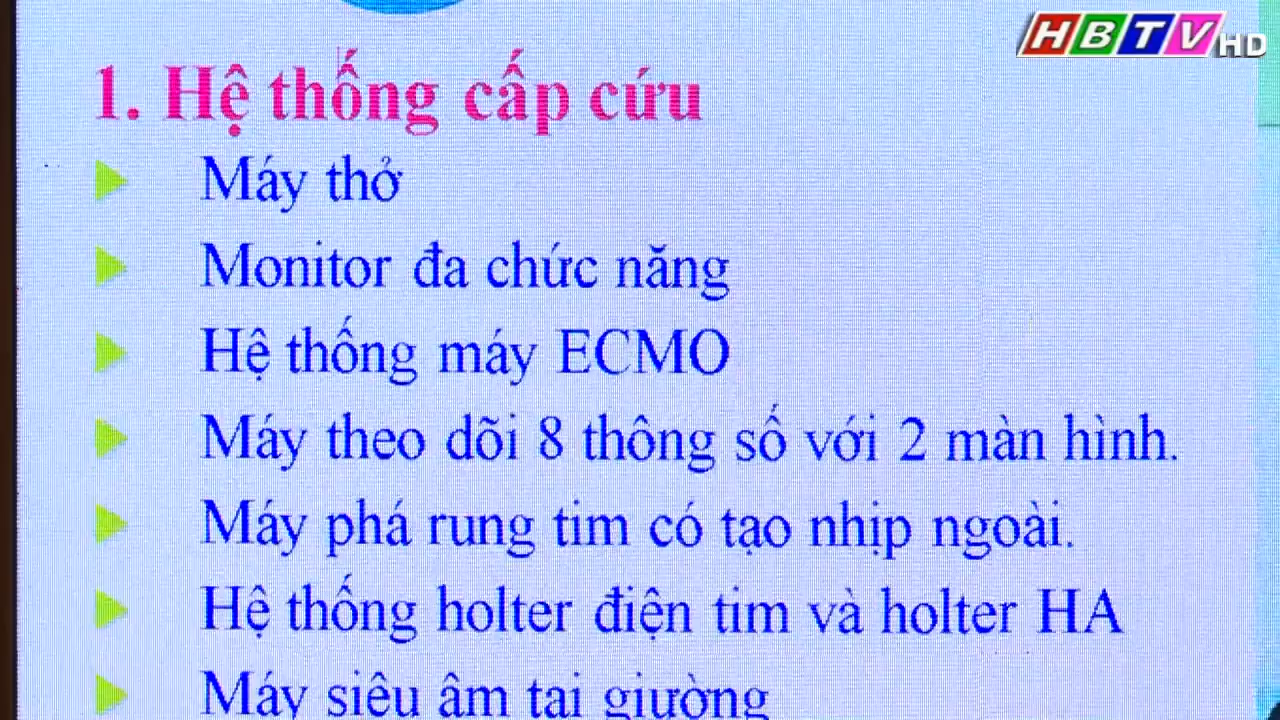 HBTV HD
1. Hệ thống cấp cứu
Máy thở
Monitor đa chức năng
Hệ thống máy ECMO
Máy theo dõi 8 thông số với 2 màn hình.
Máy phá rung tim có tạo nhịp ngoài.
Hệ thống holter điện tim và holter HA
Máy siêu âm tại giường